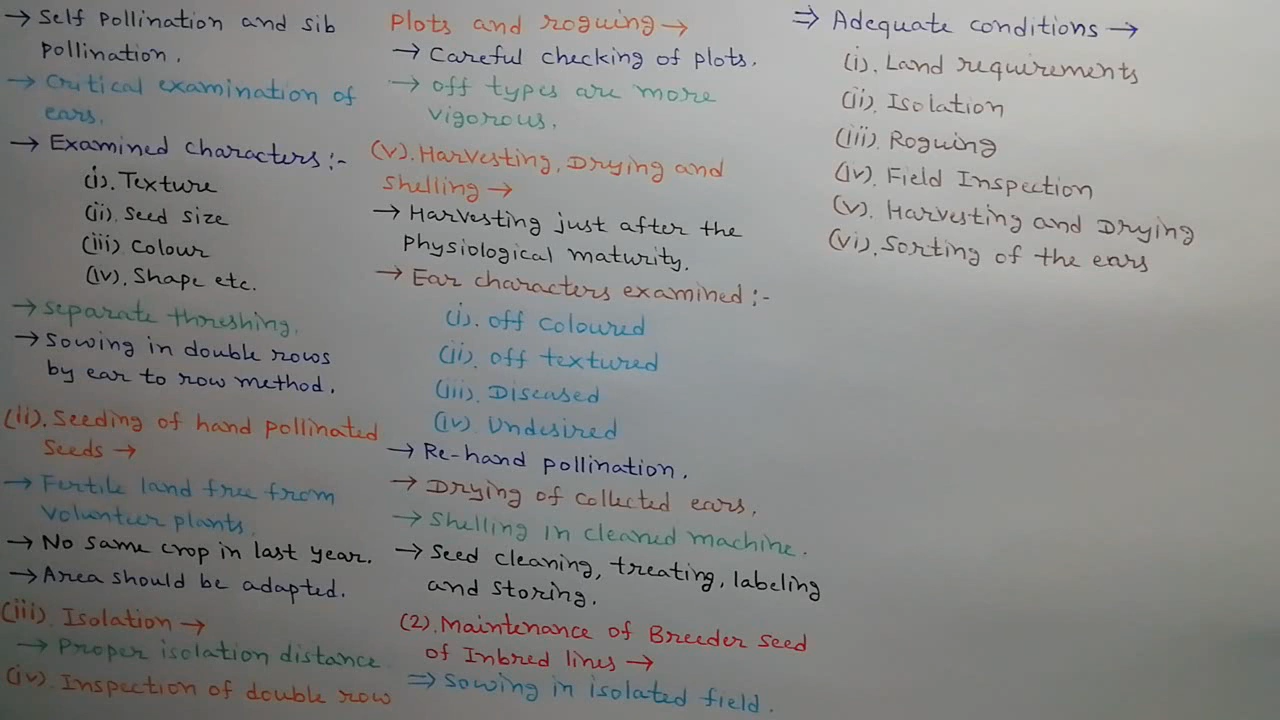 → Self Pollination and sib
pollination.
→ Critical examination of
ears.
→ Examined characters :-
(i). Texture
(ii). Seed size
(iii) Colour
(iv). Shape etc.
→ Separate threshing.
→ Sowing in double rows
by ear to row method.
(ii). Seeding of hand pollinated
Seeds →
→ Fertile land free from
volunteer plants.
→ No same crop in last year.
→ Area should be adapted.
(iii). Isolation →
→ Proper isolation distance
(iv). Inspection of double row
Plots and roguing →
→ Careful checking of plots.
→ off types are more
vigorous.
(v). Harvesting, Drying and
Shelling →
→ Harvesting just after the
Physiological maturity.
→ Ear characters examined :-
(i). off coloured
(ii). off textured
(iii). Diseased
(iv). Undesired
→ Re-hand pollination.
→ Drying of collected ears.
→ Shelling in cleaned machine.
→ Seed cleaning, treating, labeling
and storing.
(2). Maintenance of Breeder seed
of Inbred lines →
⇒ Sowing in isolated field.
⇒ Adequate conditions →
(i). Land requirements
(ii). Isolation
(iii). Roguing
(iv). Field Inspection
(v). Harvesting and Drying
(vi). Sorting of the ears